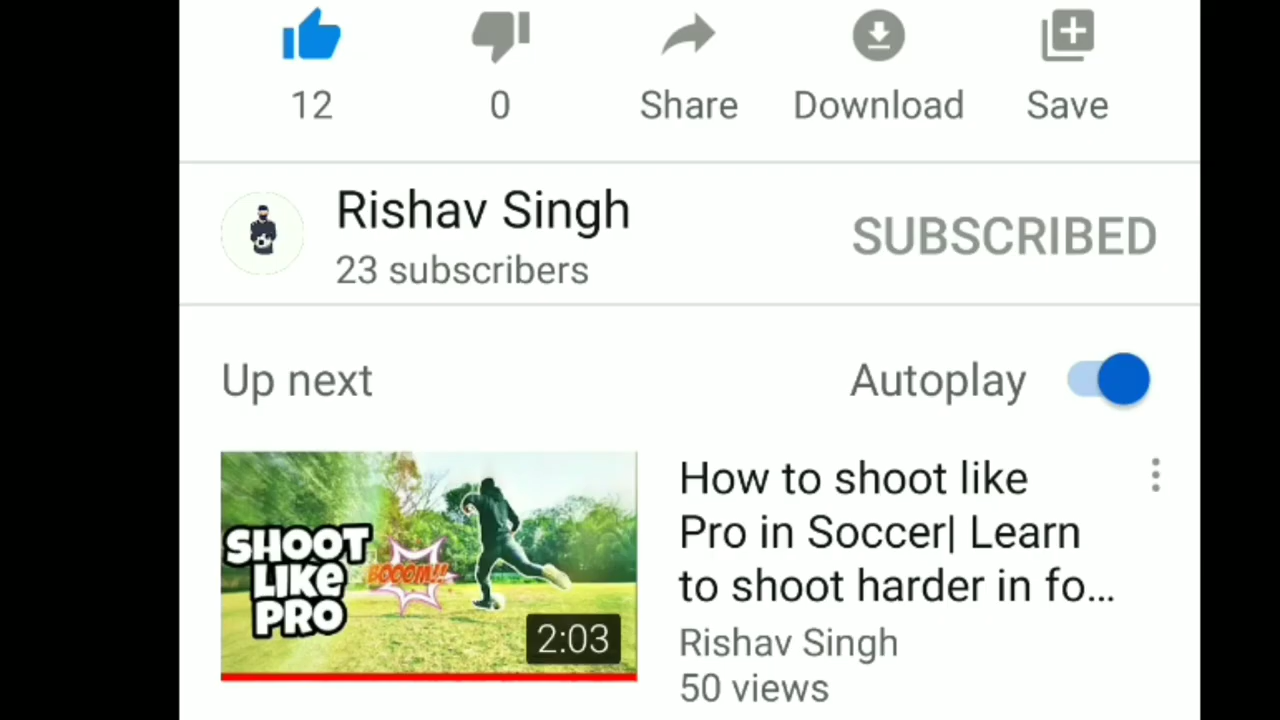 12
0
Share
Download
Save
Rishav Singh
23 subscribers
SUBSCRIBED
Up next
Autoplay
SHOOT
LIKE
PRO
BOOOM!!
2:03
How to shoot like
Pro in Soccer| Learn
to shoot harder in fo...
Rishav Singh
50 views